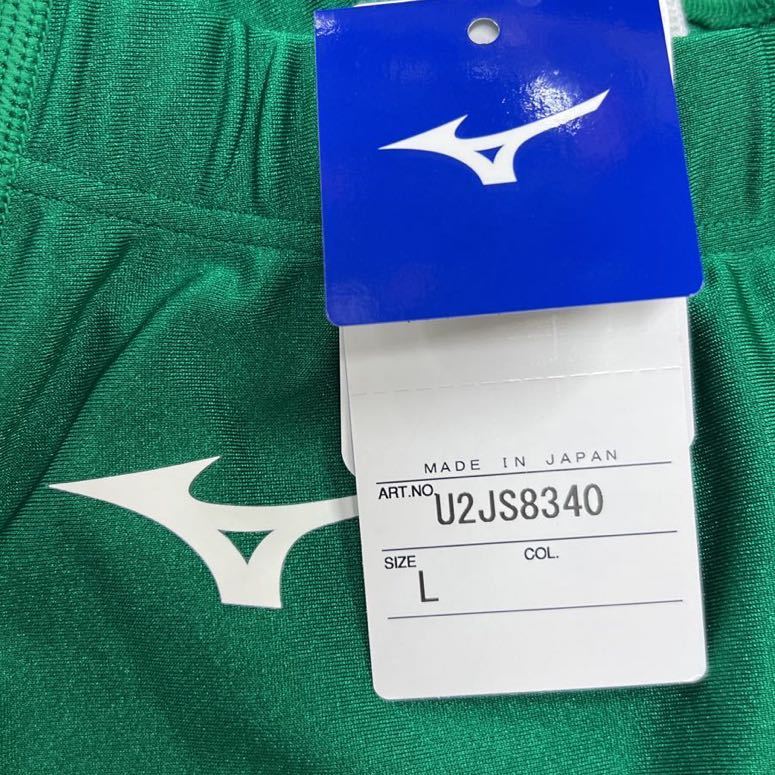 MADE IN JAPAN
ART.NO. U2JS8340
SIZE L COL.